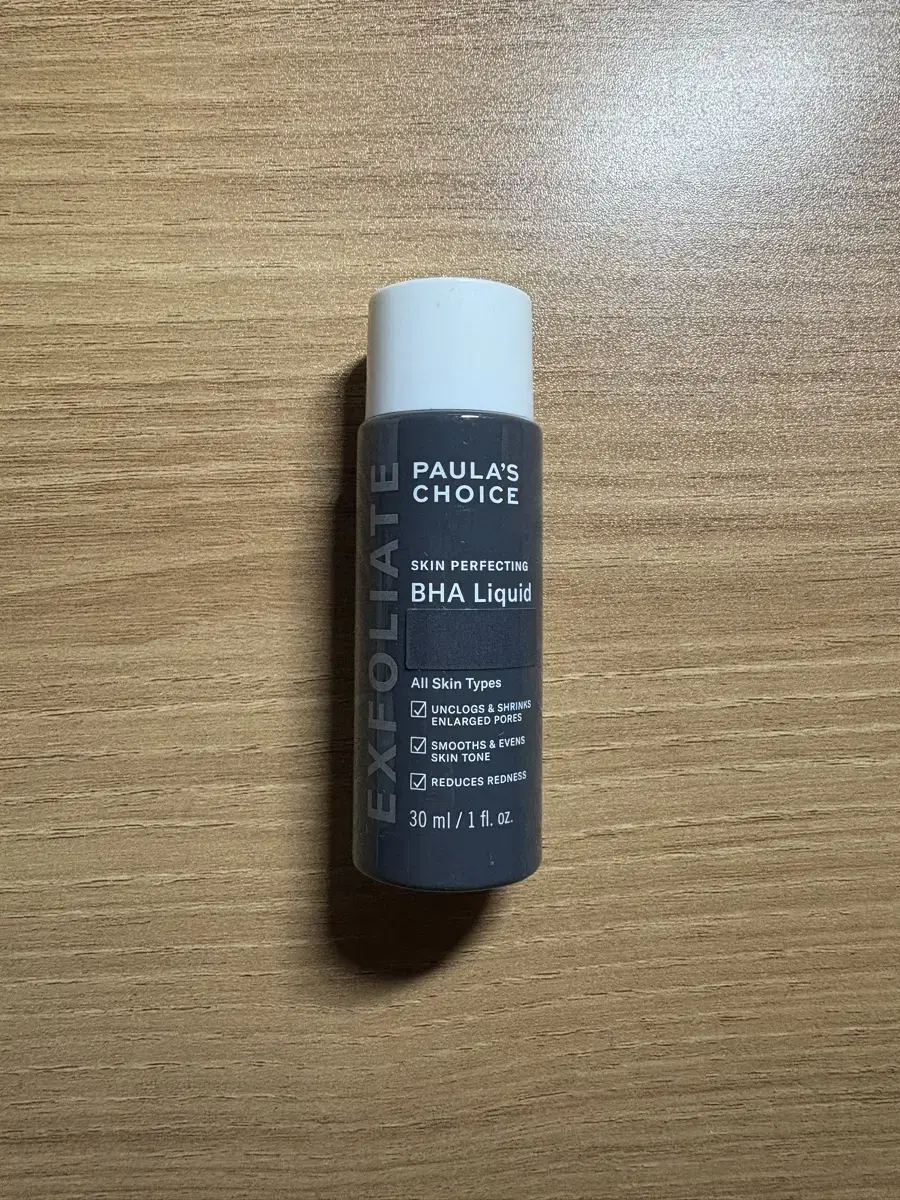 EXFOLIATE
PAULA'S
CHOICE
SKIN PERFECTING
BHA Liquid
All Skin Types
UNCLOGS & SHRINKS
ENLARGED PORES
SMOOTHS & EVENS
SKIN TONE
REDUCES REDNESS
30 ml / 1 fl. oz.